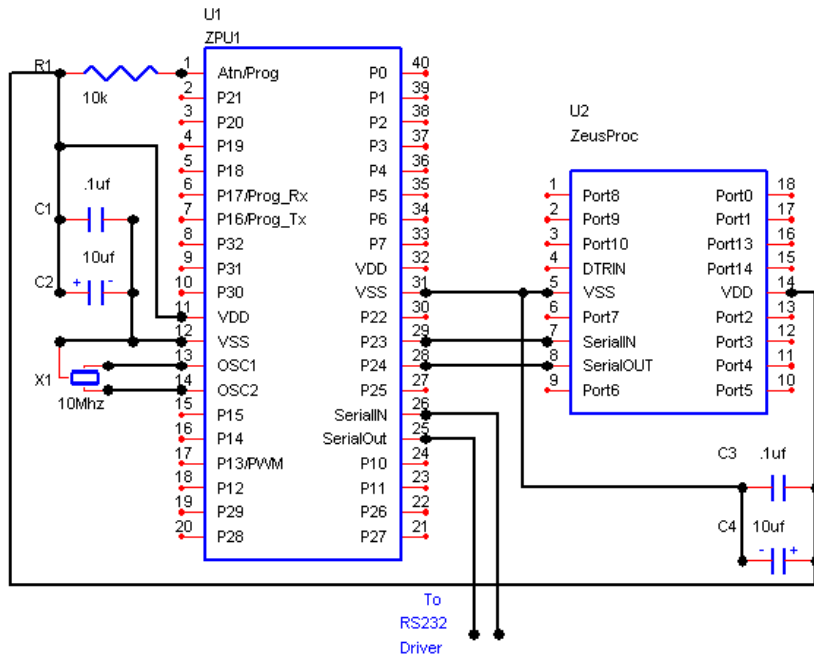 U1
ZPU1
R1
10k
C1
.1uf
C2
10uf
+ -
X1
10Mhz
1 Atn/Prog P0 40
2 P21 P1 39
3 P20 P2 38
4 P19 P3 37
5 P18 P4 36
6 P17/Prog_Rx P5 35
7 P16/Prog_Tx P6 34
8 P32 P7 33
9 P31 VDD 32
10 P30 VSS 31
11 VDD P22 30
12 VSS P23 29
13 OSC1 P24 28
14 OSC2 P25 27
15 P15 SerialIN 26
16 P14 SerialOut 25
17 P13/PWM P10 24
18 P12 P11 23
19 P29 P26 22
20 P28 P27 21
U2
ZeusProc
1 Port8 Port0 18
2 Port9 Port1 17
3 Port10 Port13 16
4 DTRIN Port14 15
5 VSS VDD 14
6 Port7 Port2 13
7 SerialIN Port3 12
8 SerialOUT Port4 11
9 Port6 Port5 10
C3 .1uf
C4 10uf
- +
To
RS232
Driver